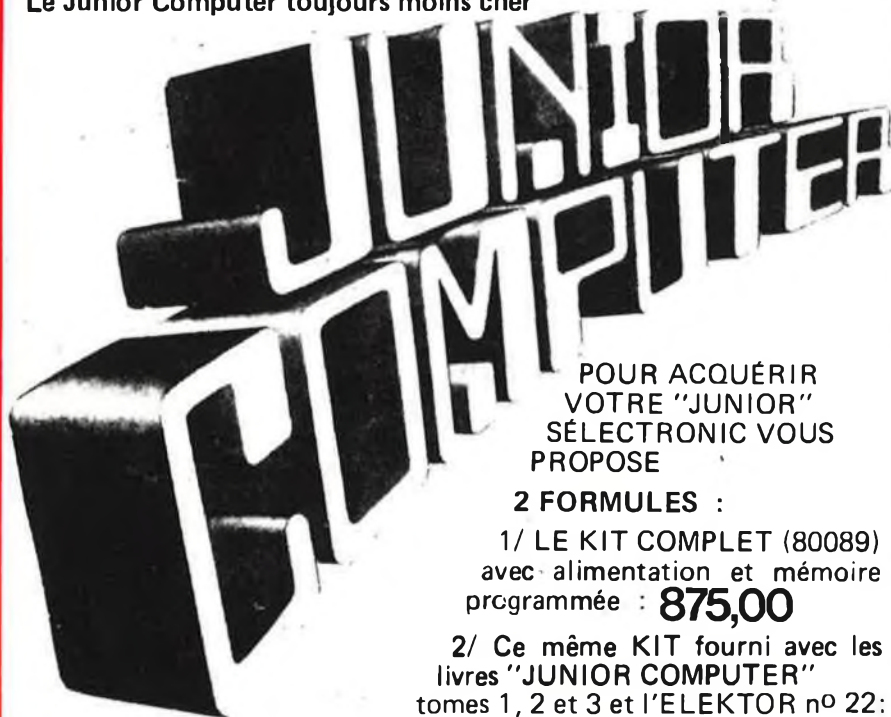 Le Junior Computer toujours moins cher
JUNIOR
COMPUTER
POUR ACQUÉRIR
VOTRE "JUNIOR"
SÉLECTRONIC VOUS
PROPOSE
2 FORMULES :
1/ LE KIT COMPLET (80089)
avec alimentation et mémoire
programmée : 875,00
2/ Ce même KIT fourni avec les
livres "JUNIOR COMPUTER"
tomes 1, 2 et 3 et l'ELEKTOR nº 22: